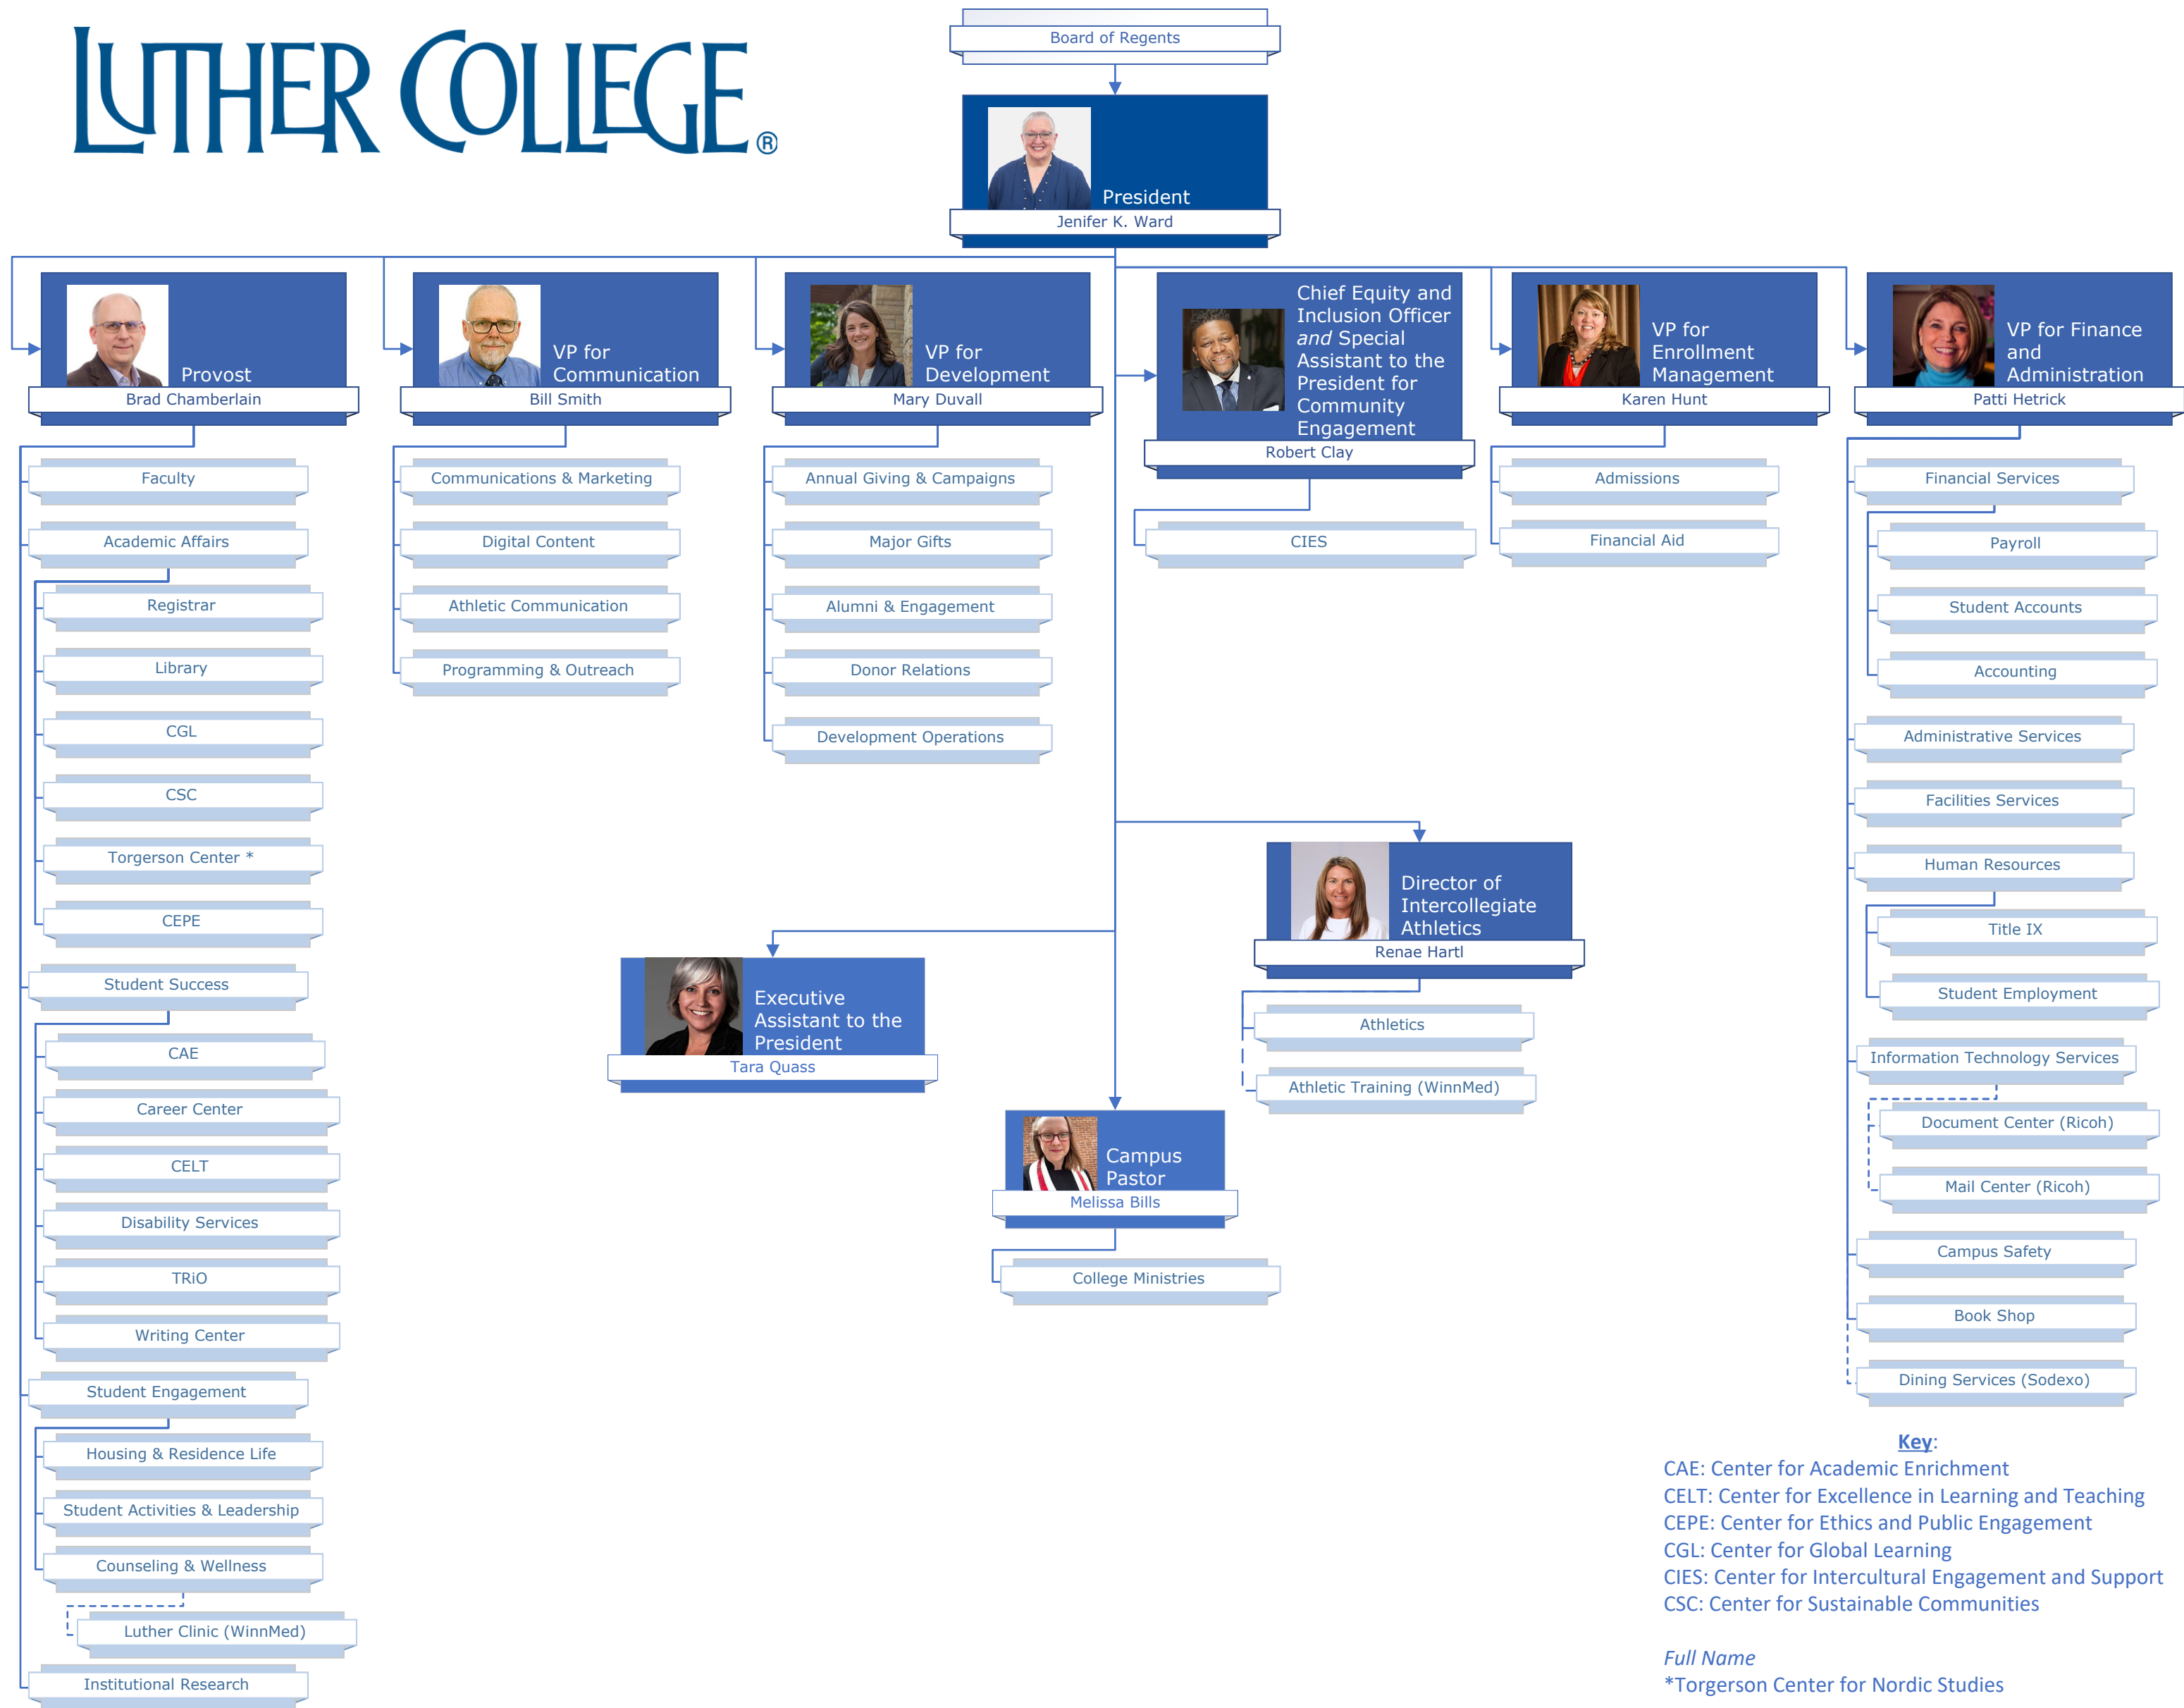 LUTHER COLLEGE®
Board of Regents
President
Jenifer K. Ward
Provost
Brad Chamberlain
Faculty
Academic Affairs
Registrar
Library
CGL
CSC
Torgerson Center *
CEPE
Student Success
CAE
Career Center
CELT
Disability Services
TRiO
Writing Center
Student Engagement
Housing & Residence Life
Student Activities & Leadership
Counseling & Wellness
Luther Clinic (WinnMed)
Institutional Research
VP for
Communication
Bill Smith
Communications & Marketing
Digital Content
Athletic Communication
Programming & Outreach
VP for
Development
Mary Duvall
Annual Giving & Campaigns
Major Gifts
Alumni & Engagement
Donor Relations
Development Operations
Chief Equity and
Inclusion Officer
and Special
Assistant to the
President for
Community
Engagement
Robert Clay
CIES
VP for
Enrollment
Management
Karen Hunt
Admissions
Financial Aid
VP for Finance
and
Administration
Patti Hetrick
Financial Services
Payroll
Student Accounts
Accounting
Administrative Services
Facilities Services
Human Resources
Title IX
Student Employment
Information Technology Services
Document Center (Ricoh)
Mail Center (Ricoh)
Campus Safety
Book Shop
Dining Services (Sodexo)
Director of
Intercollegiate
Athletics
Renae Hartl
Athletics
Athletic Training (WinnMed)
Executive
Assistant to the
President
Tara Quass
Campus
Pastor
Melissa Bills
College Ministries
Key:
CAE: Center for Academic Enrichment
CELT: Center for Excellence in Learning and Teaching
CEPE: Center for Ethics and Public Engagement
CGL: Center for Global Learning
CIES: Center for Intercultural Engagement and Support
CSC: Center for Sustainable Communities
Full Name
*Torgerson Center for Nordic Studies